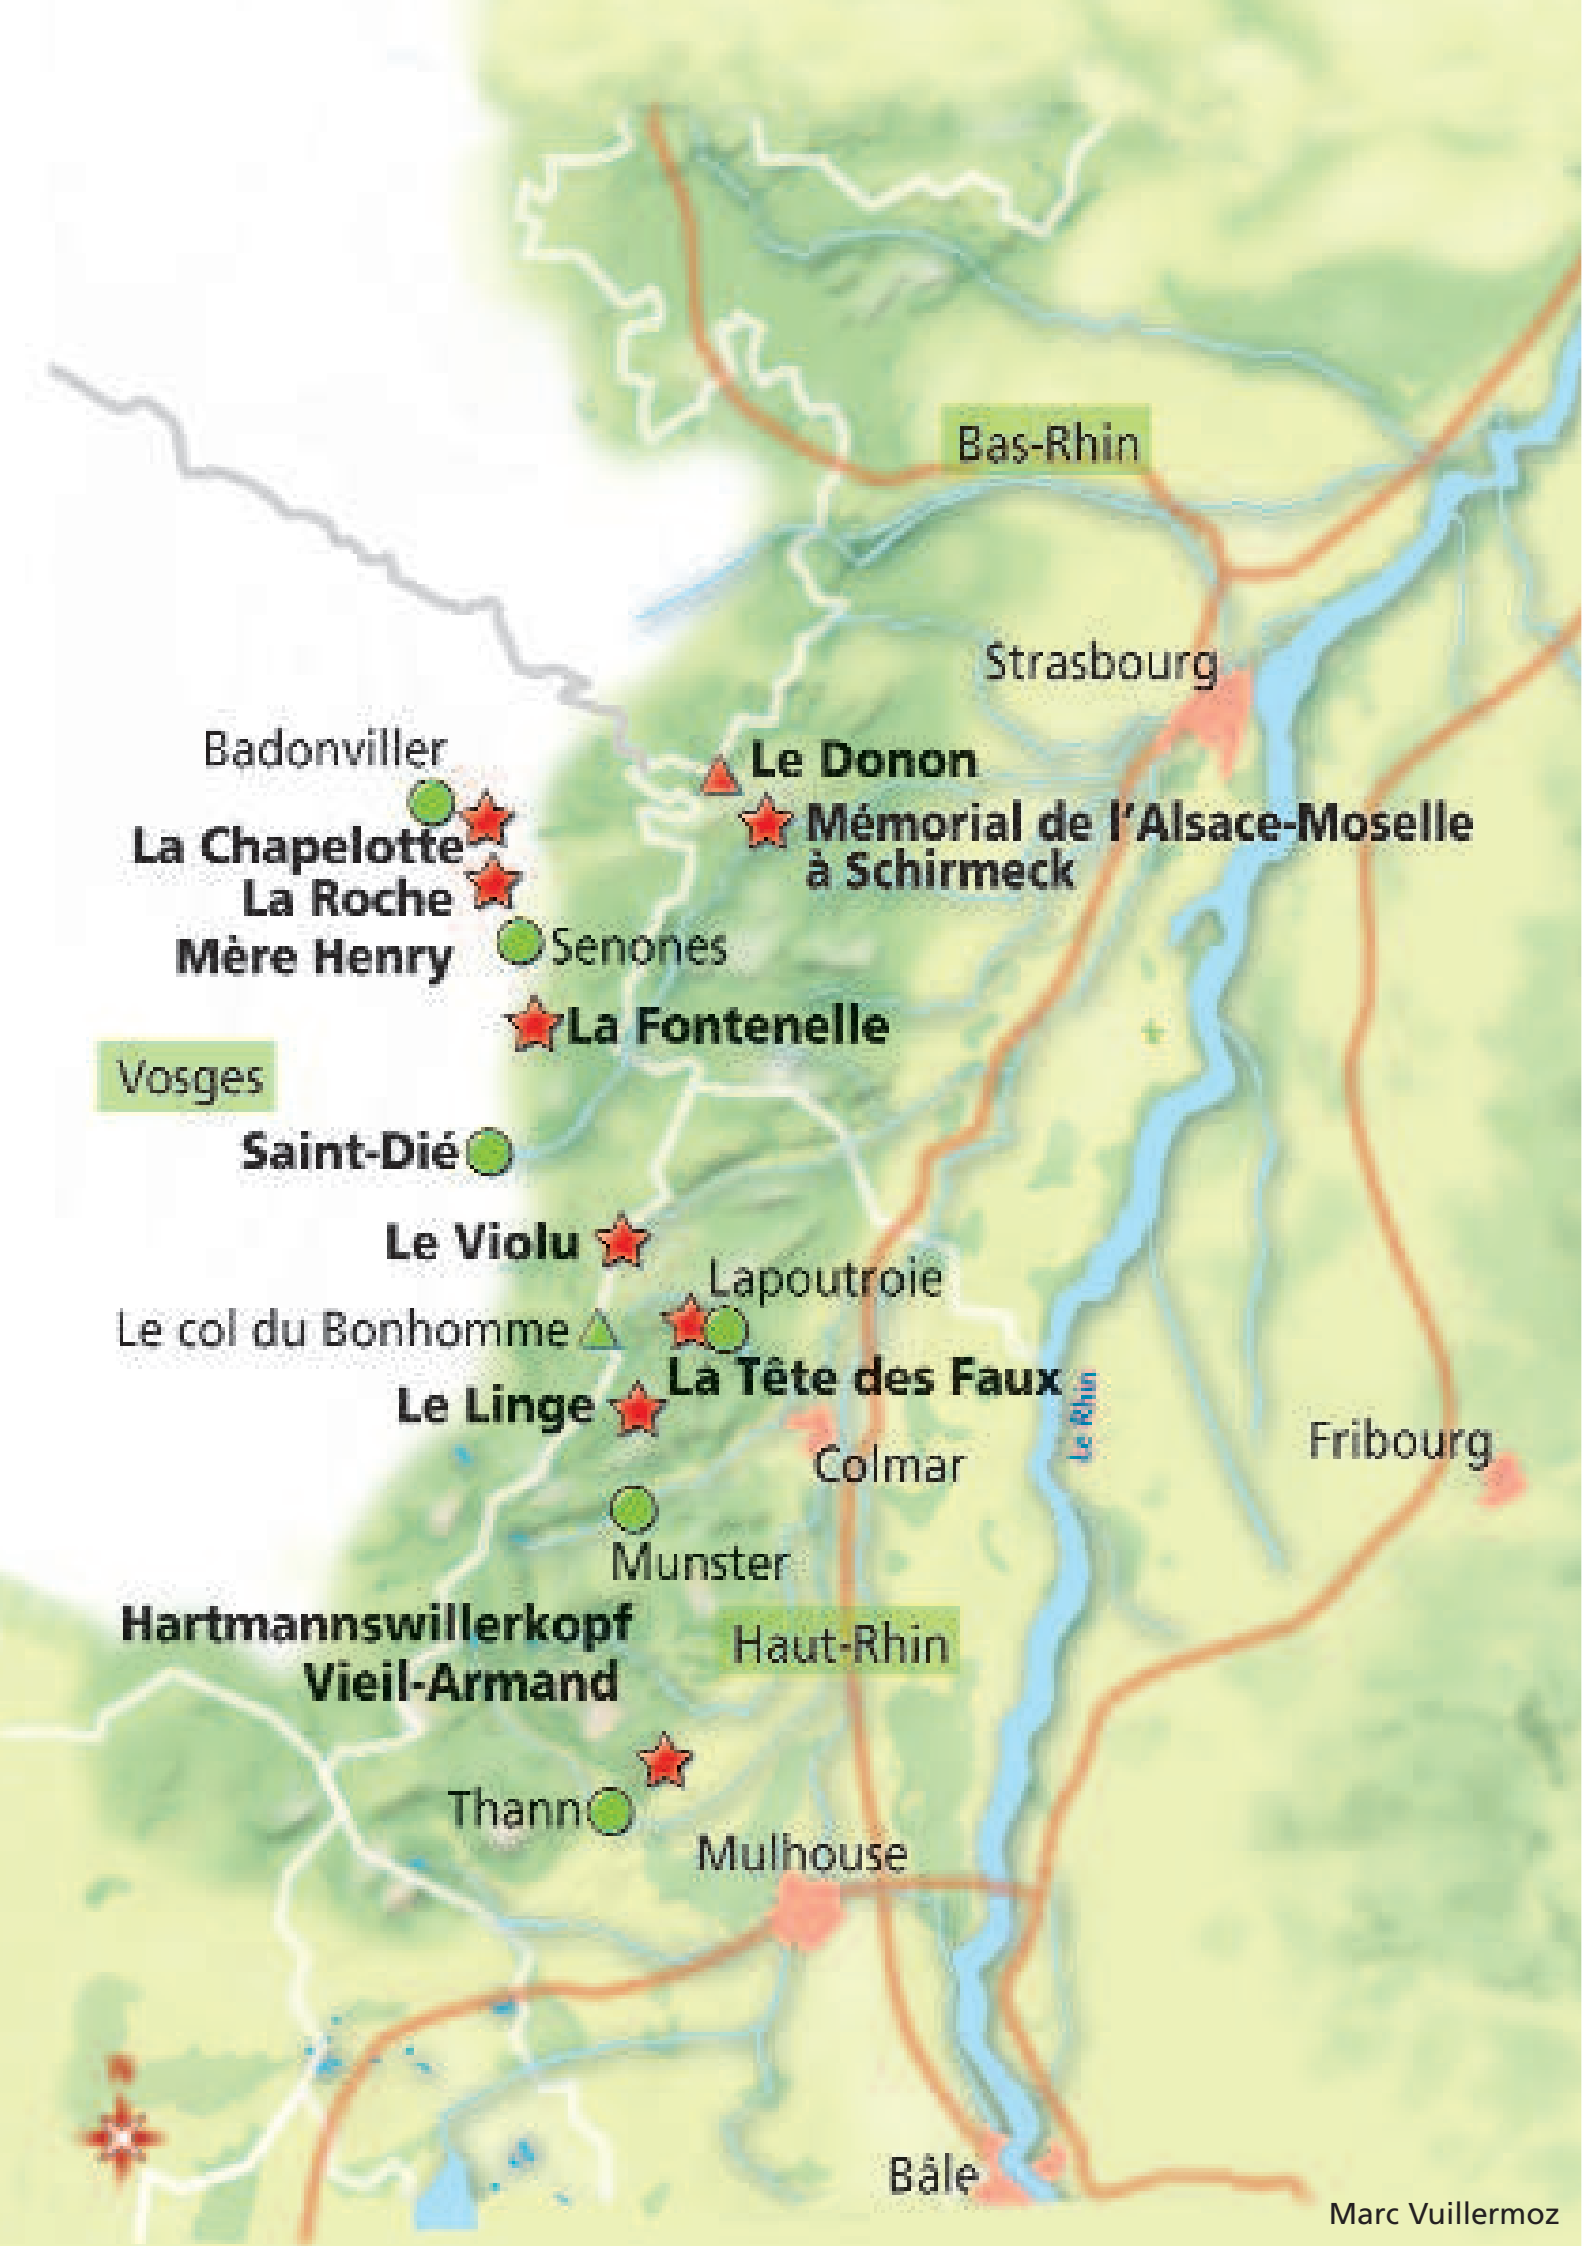 Bas-Rhin
Strasbourg
Badonviller
Le Donon
La Chapelotte
Mémorial de l'Alsace-Moselle
à Schirmeck
La Roche
Mère Henry
Senones
La Fontenelle
Vosges
Saint-Dié
Le Violu
Lapoutroie
Le col du Bonhomme
La Tête des Faux
Le Linge
Le Rhin
Colmar
Fribourg
Munster
Hartmannswillerkopf
Vieil-Armand
Haut-Rhin
Thann
Mulhouse
N
Bâle
Marc Vuillermoz